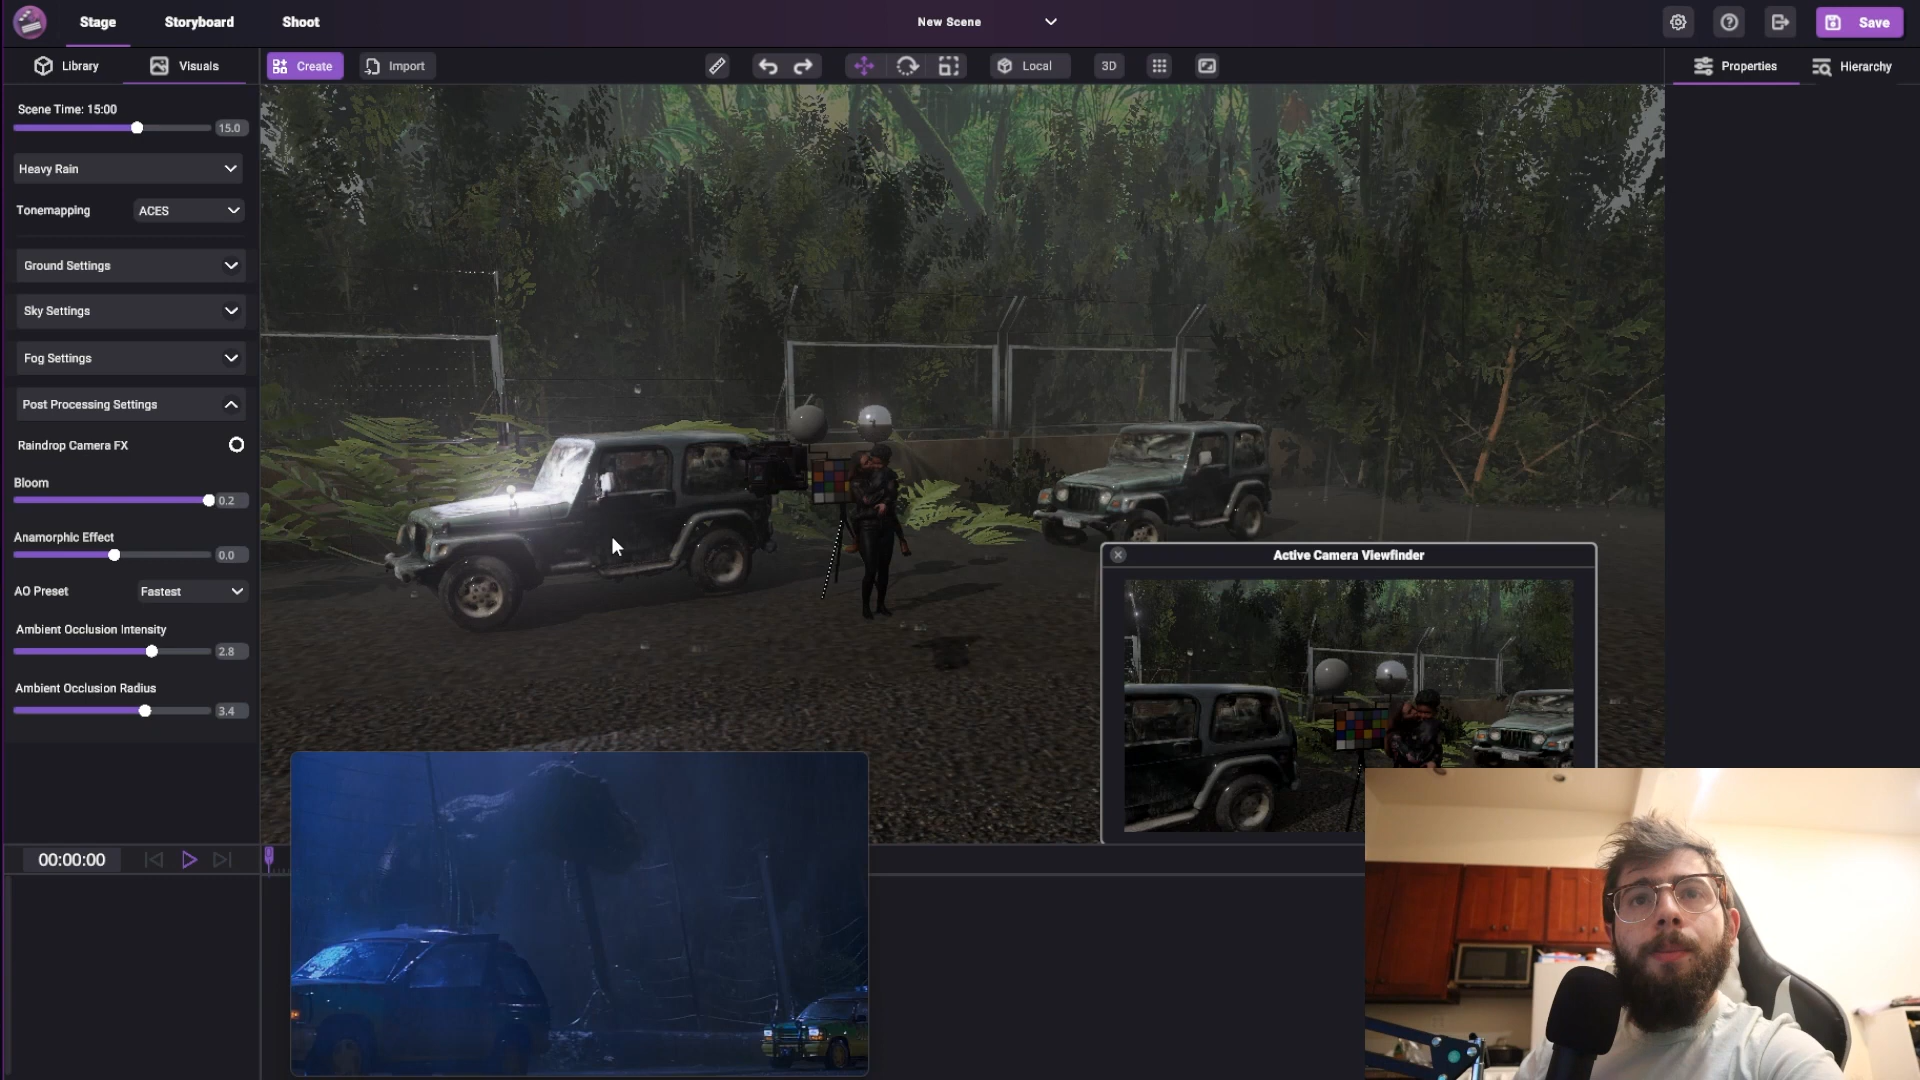 Stage
Storyboard
Shoot
New Scene
Save
Library
Visuals
Create
Import
Local
3D
Properties
Hierarchy
Scene Time: 15:00
15.0
Heavy Rain
Tonemapping
ACES
Ground Settings
Sky Settings
Fog Settings
Post Processing Settings
Raindrop Camera FX
Bloom
0.2
Anamorphic Effect
0.0
AO Preset
Fastest
Ambient Occlusion Intensity
2.8
Ambient Occlusion Radius
3.4
Active Camera Viewfinder
00:00:00